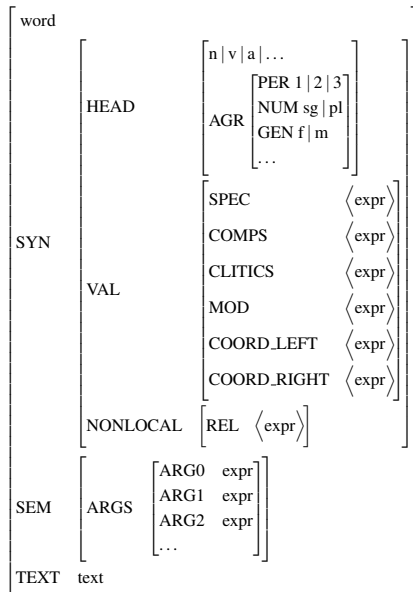 word
n | v | a | ...
PER 1 | 2 | 3
HEAD
AGR NUM sg | pl
GEN f | m
...
SPEC ⟨expr⟩
COMPS ⟨expr⟩
SYN
CLITICS ⟨expr⟩
VAL
MOD ⟨expr⟩
COORD_LEFT ⟨expr⟩
COORD_RIGHT ⟨expr⟩
NONLOCAL REL ⟨expr⟩
ARG0 expr
SEM ARGS ARG1 expr
ARG2 expr
...
TEXT text